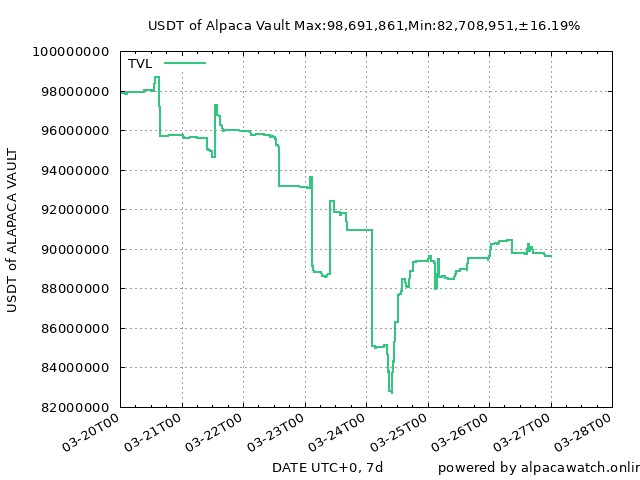 USDT of Alpaca Vault Max:98,691,861,Min:82,708,951,±16.19%
TVL
100000000
98000000
96000000
94000000
92000000
90000000
88000000
86000000
84000000
82000000
USDT of ALAPACA VAULT
03-20T00
03-21T00
03-22T00
03-23T00
03-24T00
03-25T00
03-26T00
03-27T00
03-28T00
DATE UTC+0, 7d
powered by alpacawatch.onlin